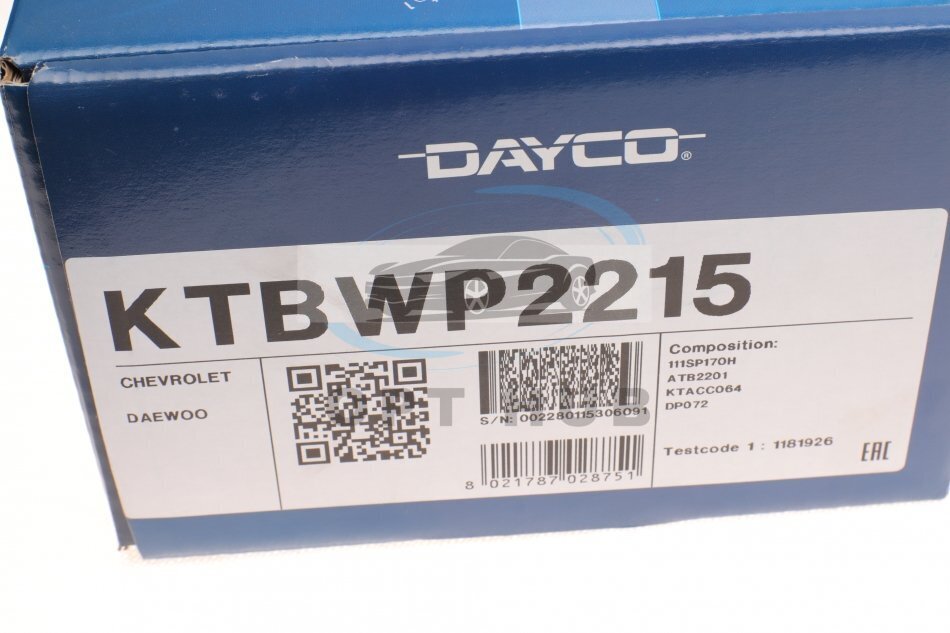 DAYCO®
KTBWP2215
CHEVROLET
DAEWOO
S/N: 002280115306091
8 021787 028751
Composition:
111SP170H
ATB2201
KTACC064
DP072
Testcode 1 : 1181926
EAC